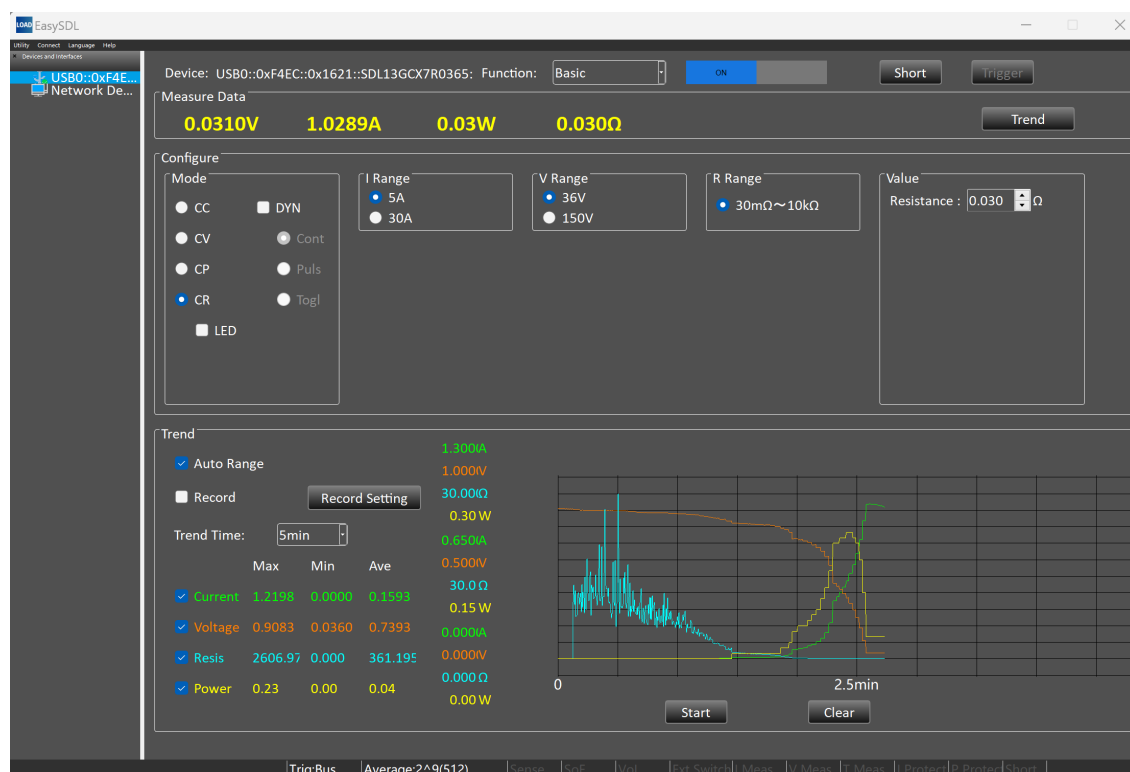 LOAD EasySDL
Utility Connect Language Help
Devices and Interfaces
USB0::0xF4E...
Network De...
Device: USB0::0xF4EC::0x1621::SDL13GCX7R0365: Function: Basic ON Short Trigger
Measure Data
0.0310V 1.0289A 0.03W 0.030Ω Trend
Configure
Mode I Range V Range R Range Value
CC DYN 5A 36V 30mΩ～10kΩ Resistance : 0.030 Ω
30A 150V
CV Cont
CP Puls
CR Togl
LED
Trend
Auto Range
Record Record Setting
Trend Time: 5min
Max Min Ave
Current 1.2198 0.0000 0.1593
Voltage 0.9083 0.0360 0.7393
Resis 2606.97 0.000 361.195
Power 0.23 0.00 0.04
1.300A
1.000V
30.00Ω
0.30 W
0.650A
0.500V
30.0 Ω
0.15 W
0.000A
0.000V
0.000 Ω
0.00 W
0 2.5min
Start Clear
Trig:Bus Average:2^9(512) Sense SoF Vol Ext Switch I Meas V Meas T Meas I Protect P Protect Short